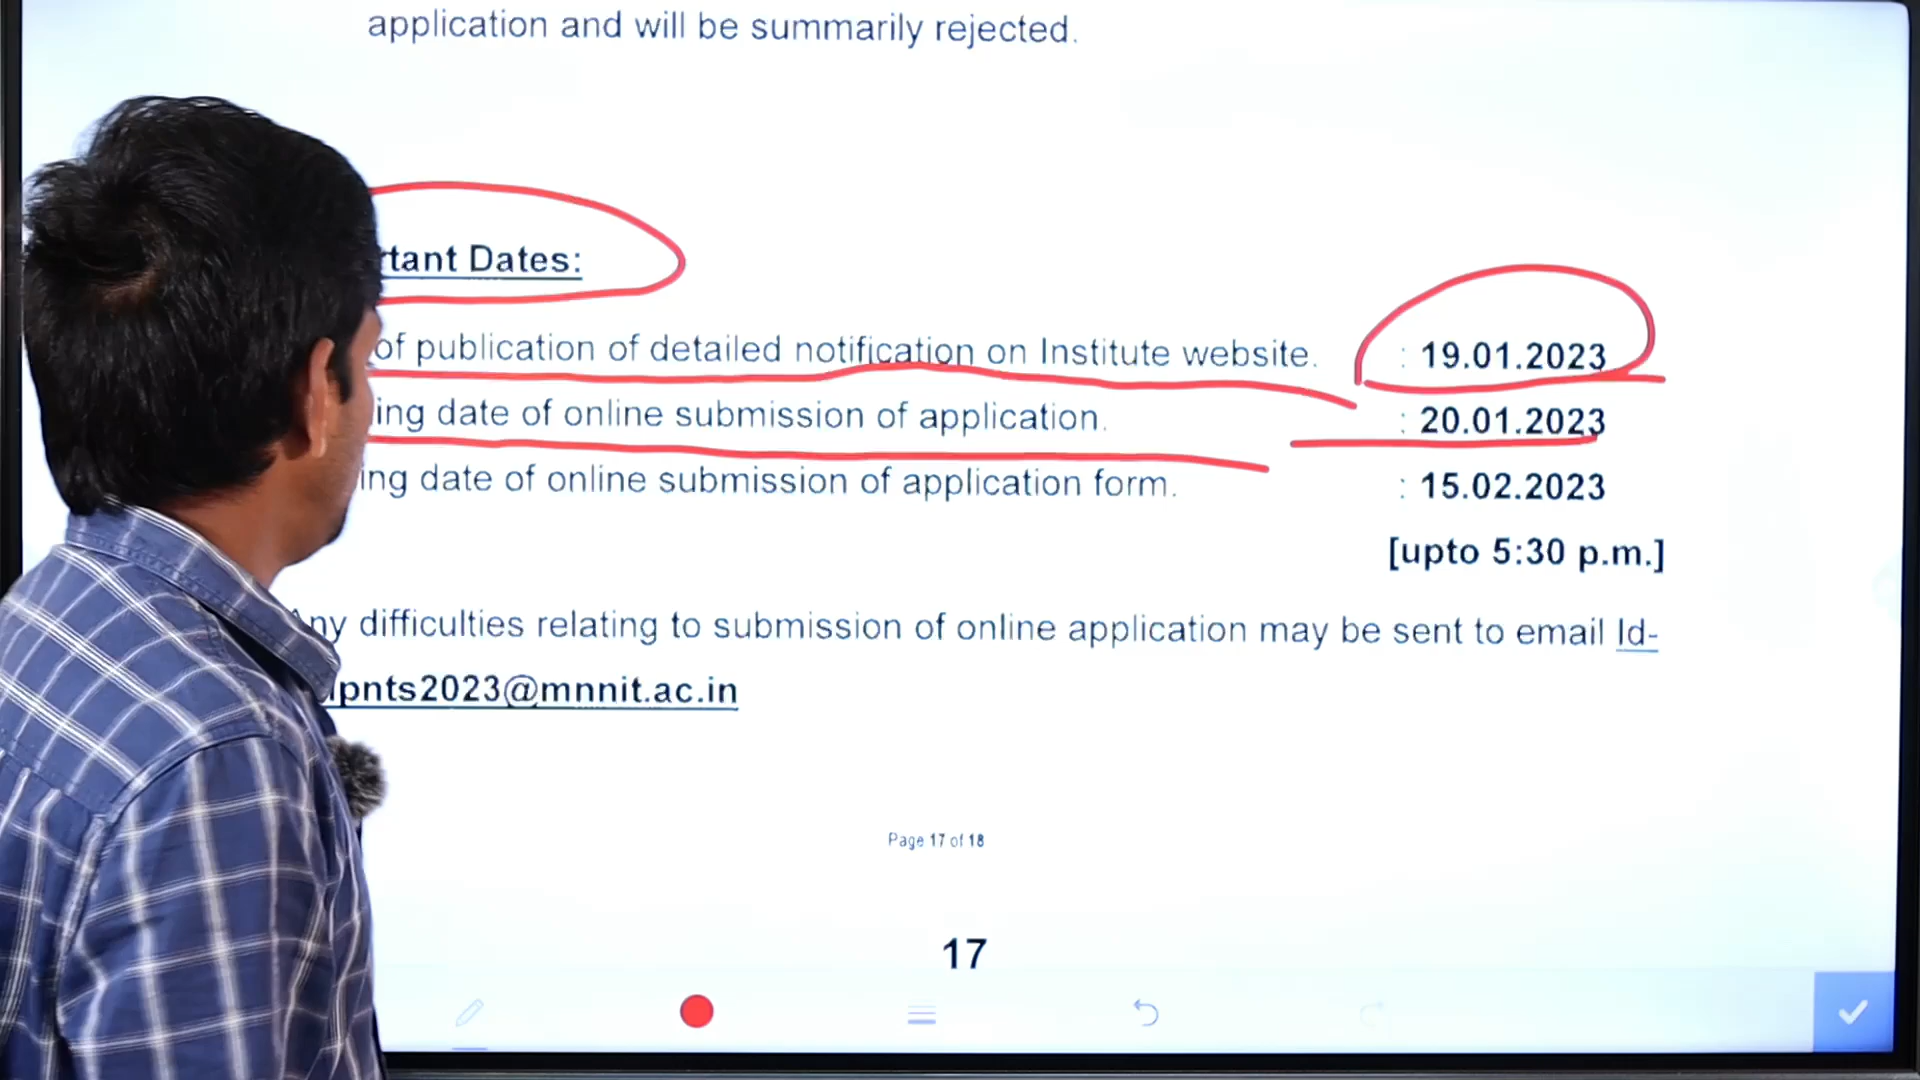 application and will be summarily rejected.
tant Dates:
of publication of detailed notification on Institute website. : 19.01.2023
ing date of online submission of application. : 20.01.2023
ing date of online submission of application form. : 15.02.2023
[upto 5:30 p.m.]
Any difficulties relating to submission of online application may be sent to email Id-
pnts2023@mnnit.ac.in
Page 17 of 18
17